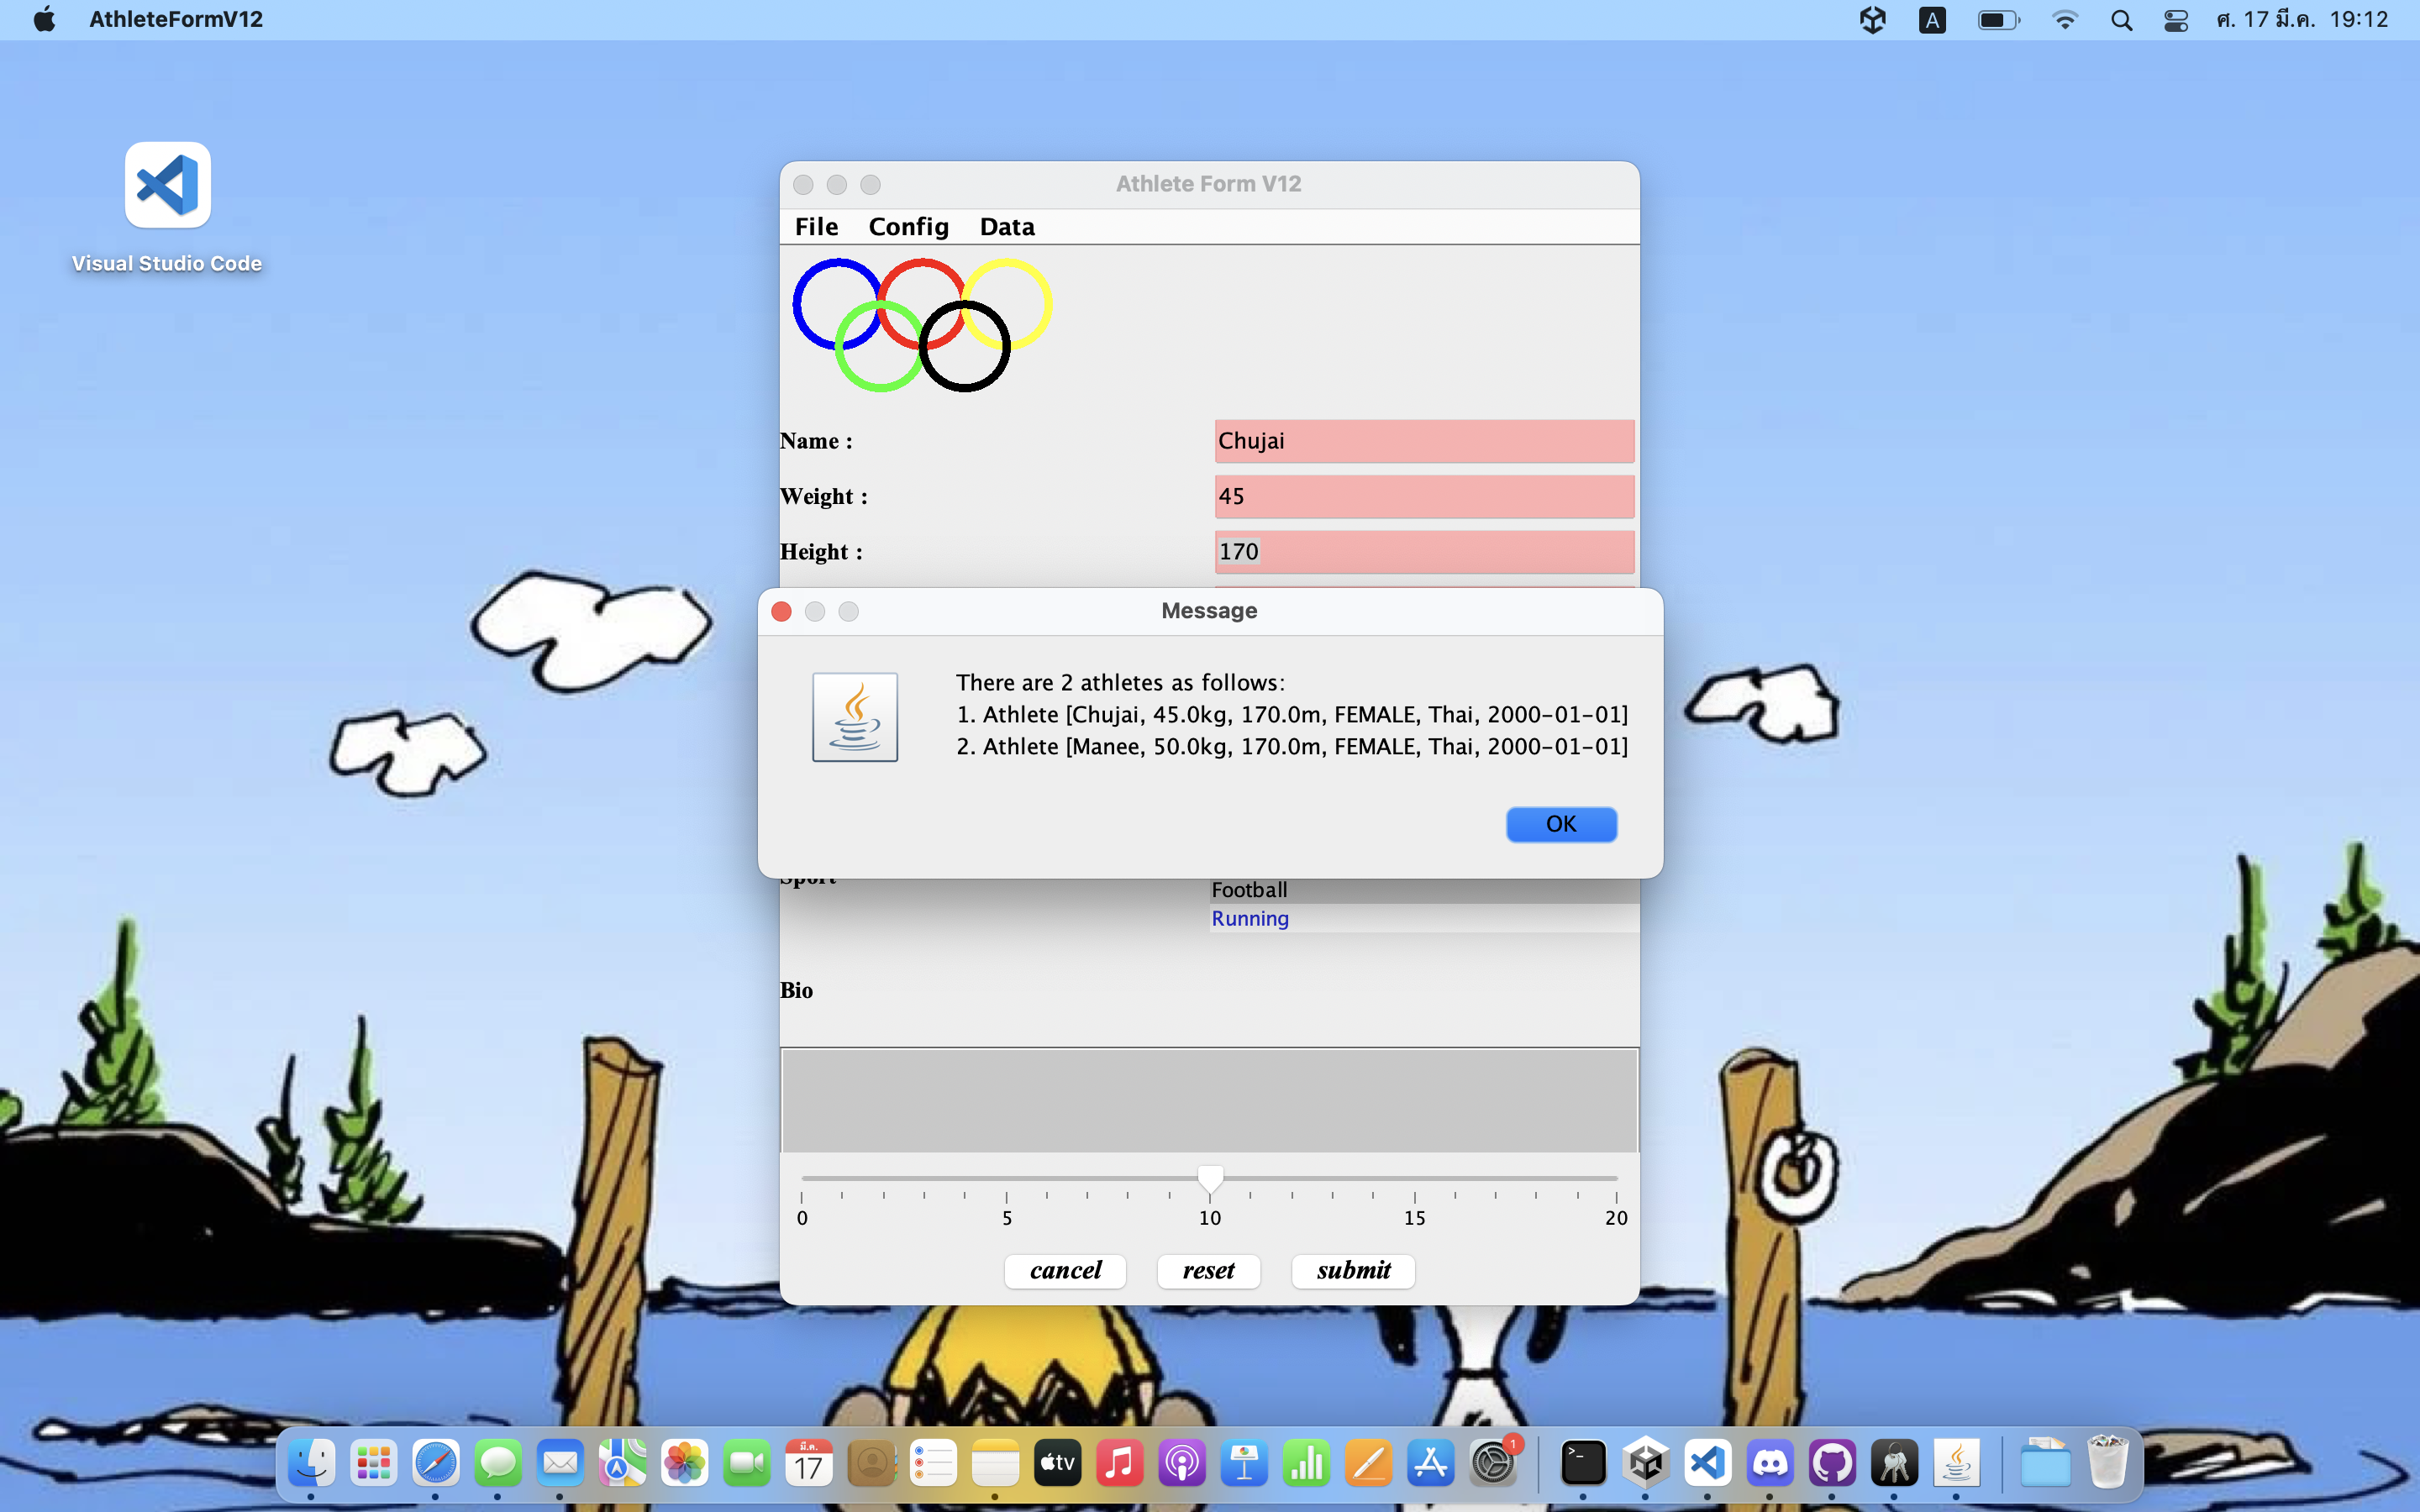 AthleteFormV12
A
ศ. 17 มี.ค. 19:12
Visual Studio Code
Athlete Form V12
File Config Data
Name : Chujai
Weight : 45
Height : 170
Message
There are 2 athletes as follows:
1. Athlete [Chujai, 45.0kg, 170.0m, FEMALE, Thai, 2000-01-01]
2. Athlete [Manee, 50.0kg, 170.0m, FEMALE, Thai, 2000-01-01]
OK
Sport
Football
Running
Bio
0 5 10 15 20
cancel reset submit
มี.ค.
17
tv
1
>_